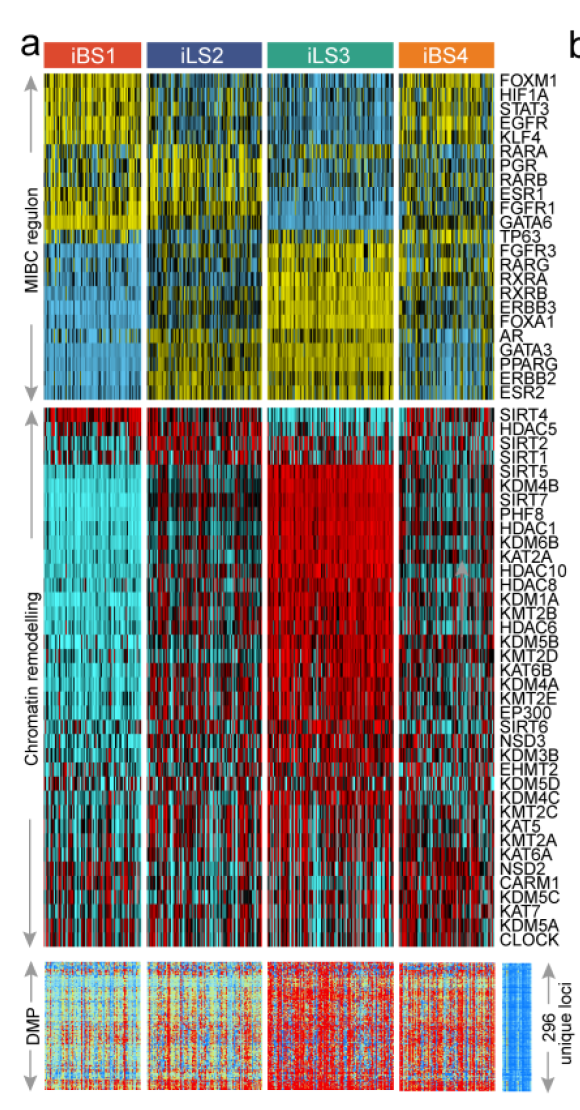 a
b
iBS1 iLS2 iLS3 iBS4
MIBC regulon
FOXM1
HIF1A
STAT3
EGFR
KLF4
RARA
PGR
RARB
ESR1
FGFR1
GATA6
TP63
FGFR3
RARG
RXRA
RXRB
ERBB3
FOXA1
AR
GATA3
PPARG
ERBB2
ESR2
Chromatin remodelling
SIRT4
HDAC5
SIRT2
SIRT1
SIRT5
KDM4B
SIRT7
PHF8
HDAC1
KDM6B
KAT2A
HDAC10
HDAC8
KDM1A
KMT2B
HDAC6
KDM5B
KMT2D
KAT6B
KDM4A
KMT2E
EP300
SIRT6
NSD3
KDM3B
EHMT2
KDM5D
KDM4C
KMT2C
KAT5
KMT2A
KAT6A
NSD2
CARM1
KDM5C
KAT7
KDM5A
CLOCK
DMP
296
unique loci